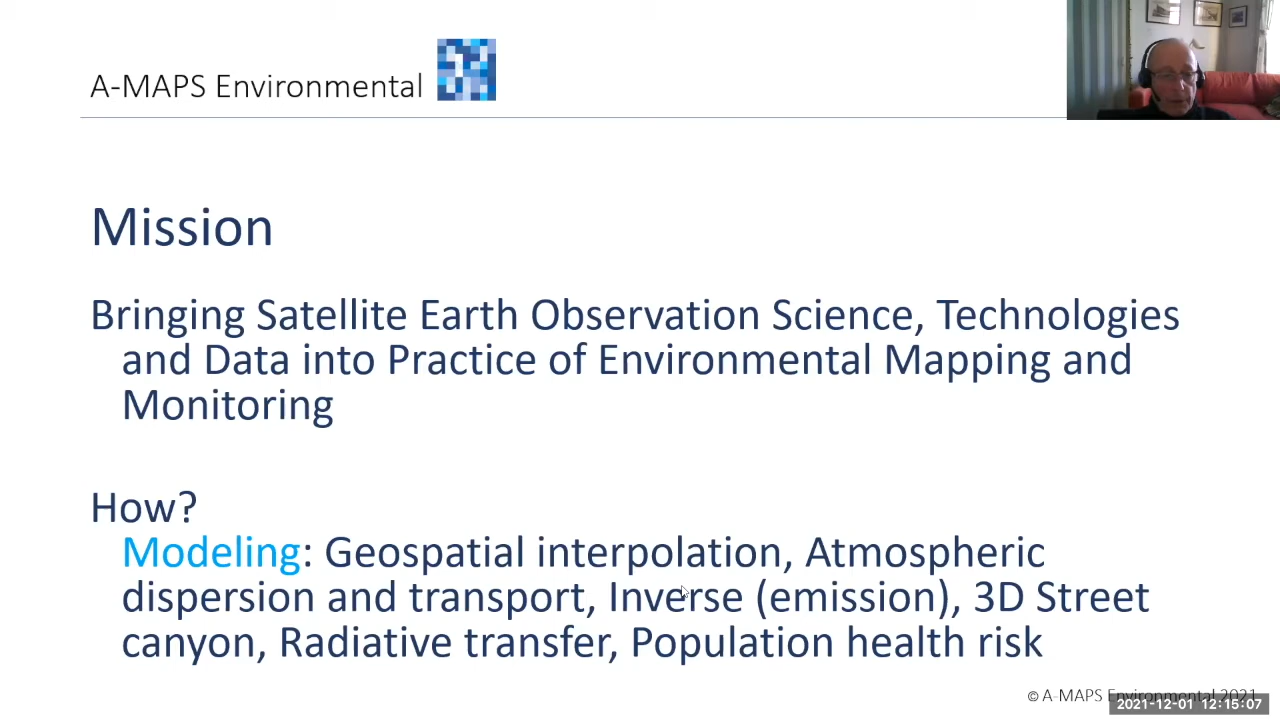 A-MAPS Environmental
Mission
Bringing Satellite Earth Observation Science, Technologies
and Data into Practice of Environmental Mapping and
Monitoring
How?
Modeling: Geospatial interpolation, Atmospheric
dispersion and transport, Inverse (emission), 3D Street
canyon, Radiative transfer, Population health risk
© A-MAPS Environmental 2021
2021-12-01 12:15:07